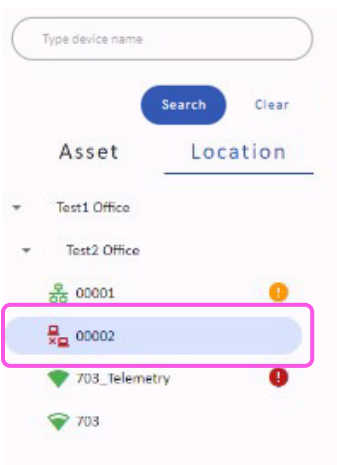 Type device name
Search Clear
Asset Location
Test1 Office
Test2 Office
00001
00002
703_Telemetry
703